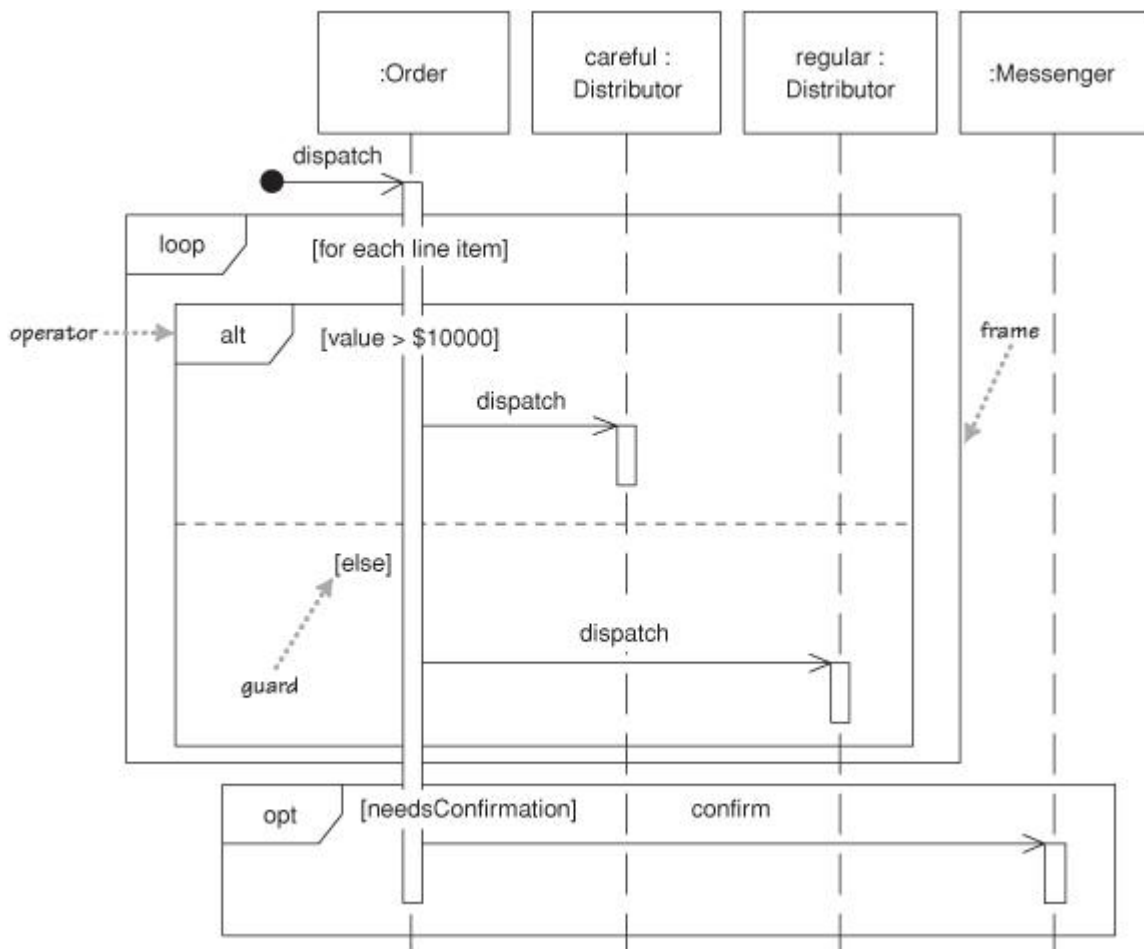 :Order
careful :
Distributor
regular :
Distributor
:Messenger
dispatch
loop
[for each line item]
operator
alt
[value > $10000]
frame
dispatch
[else]
dispatch
guard
opt
[needsConfirmation]
confirm